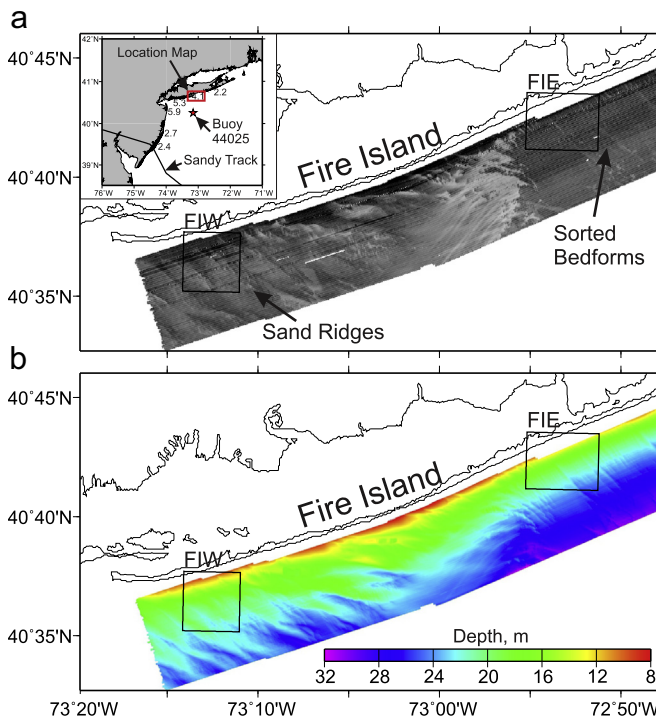 a
42˚N
41˚N
40˚N
39˚N
76˚W
75˚W
74˚W
73˚W
72˚W
71˚W
Location Map
2.2
5.3
5.9
2.7
2.4
Buoy
44025
Sandy Track
40˚45'N
40˚40'N
40˚35'N
FIE
Fire Island
FIW
Sorted
Bedforms
Sand Ridges
b
40˚45'N
40˚40'N
40˚35'N
FIE
Fire Island
FIW
Depth, m
32 28 24 20 16 12 8
73˚20'W 73˚10'W 73˚00'W 72˚50'W